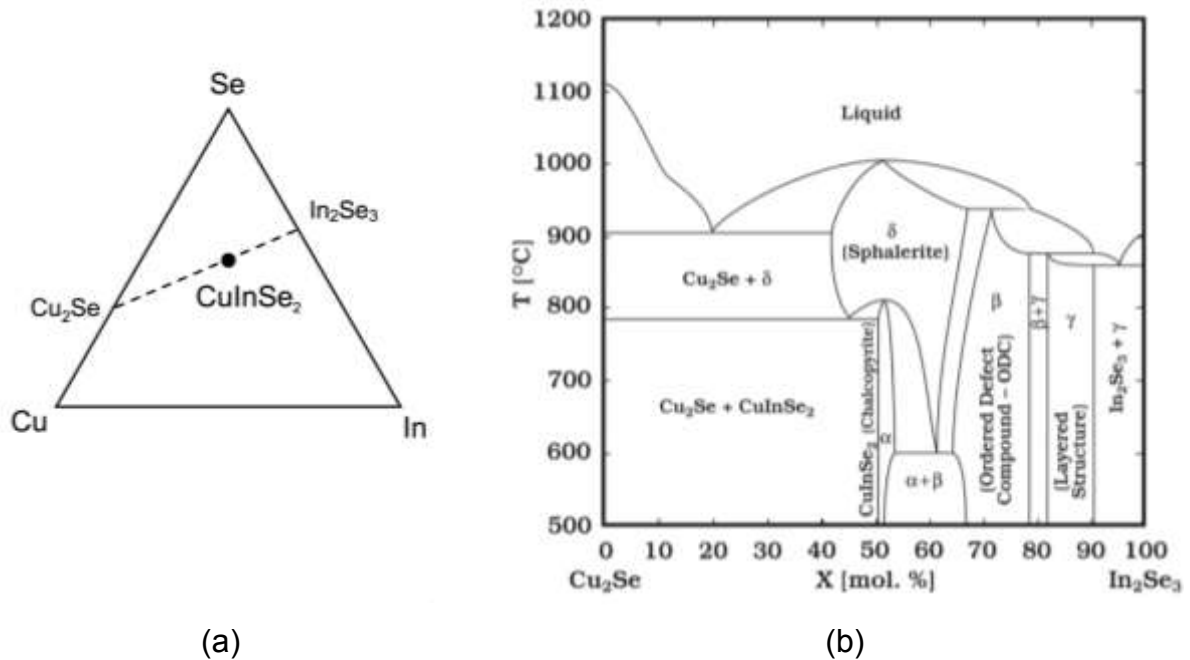 Se
In₂Se₃
Cu₂Se
CuInSe₂
Cu
In
(a)
1200
1100
1000
900
800
700
600
500
T [°C]
Liquid
δ
(Sphalerite)
Cu₂Se + δ
Cu₂Se + CuInSe₂
CuInSe₂ (Chalcopyrite)
α
α+β
β
(Ordered Defect
Compound – ODC)
β+γ
γ
(Layered
Structure)
In₂Se₃ + γ
0 10 20 30 40 50 60 70 80 90 100
Cu₂Se X [mol. %] In₂Se₃
(b)